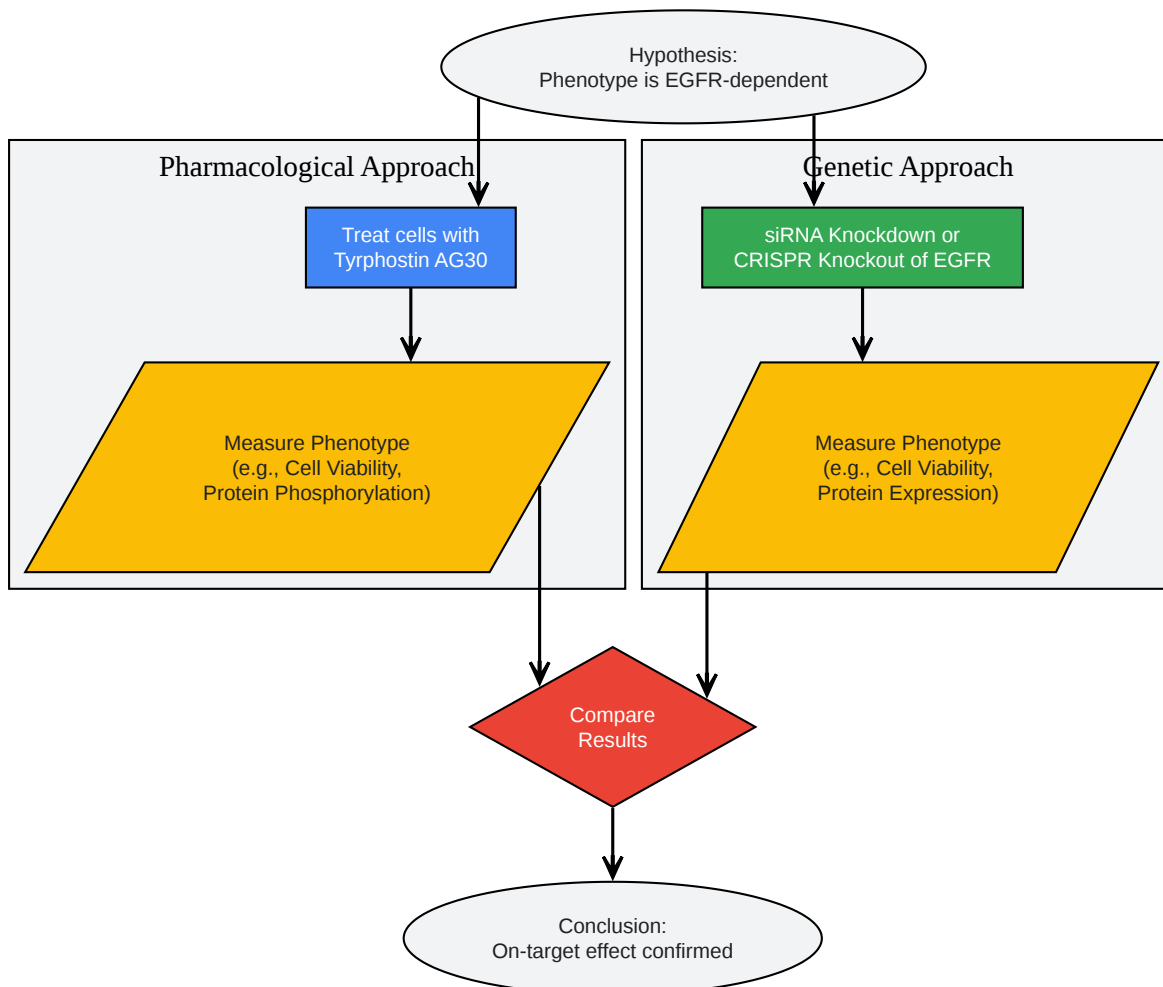 Hypothesis:
Phenotype is EGFR-dependent
Pharmacological Approach
Treat cells with
Tyrphostin AG30
Measure Phenotype
(e.g., Cell Viability,
Protein Phosphorylation)
Genetic Approach
siRNA Knockdown or
CRISPR Knockout of EGFR
Measure Phenotype
(e.g., Cell Viability,
Protein Expression)
Compare
Results
Conclusion:
On-target effect confirmed